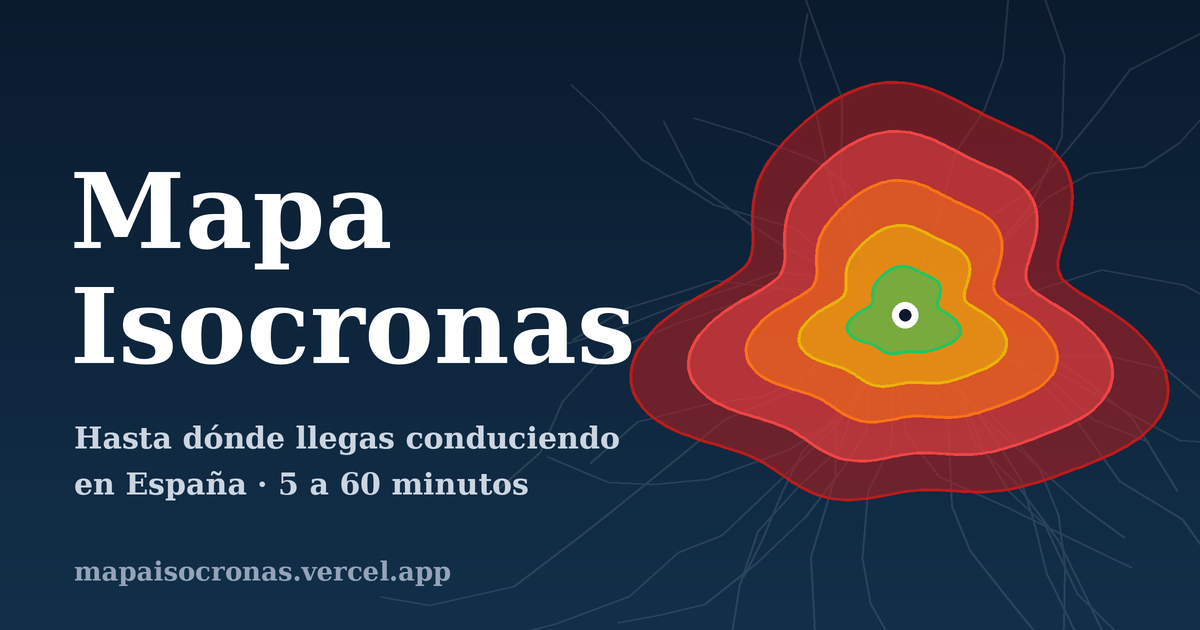 Mapa
Isocronas
Hasta dónde llegas conduciendo
en España · 5 a 60 minutos
mapaisocronas.vercel.app